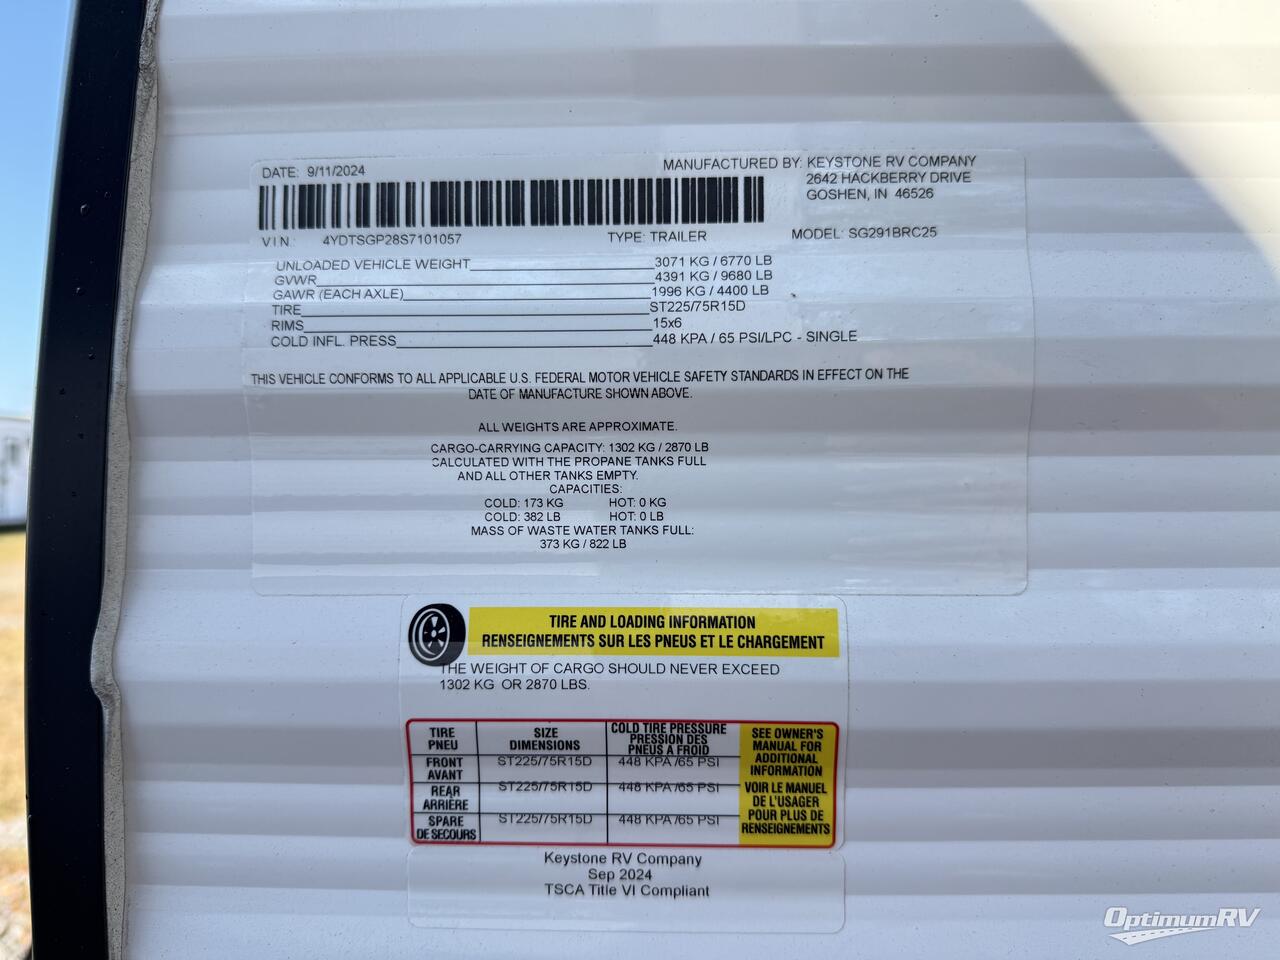 DATE: 9/11/2024
MANUFACTURED BY: KEYSTONE RV COMPANY
2642 HACKBERRY DRIVE
GOSHEN, IN 46526
V I N : 4YDTSGP28S7101057 TYPE: TRAILER MODEL: SG291BRC25
UNLOADED VEHICLE WEIGHT 3071 KG / 6770 LB
GVWR 4391 KG / 9680 LB
GAWR (EACH AXLE) 1996 KG / 4400 LB
TIRE ST225/75R15D
RIMS 15x6
COLD INFL. PRESS 448 KPA / 65 PSI/LPC - SINGLE
THIS VEHICLE CONFORMS TO ALL APPLICABLE U.S. FEDERAL MOTOR VEHICLE SAFETY STANDARDS IN EFFECT ON THE
DATE OF MANUFACTURE SHOWN ABOVE.
ALL WEIGHTS ARE APPROXIMATE.
CARGO-CARRYING CAPACITY: 1302 KG / 2870 LB
CALCULATED WITH THE PROPANE TANKS FULL
AND ALL OTHER TANKS EMPTY.
CAPACITIES:
COLD: 173 KG HOT: 0 KG
COLD: 382 LB HOT: 0 LB
MASS OF WASTE WATER TANKS FULL:
373 KG / 822 LB
TIRE AND LOADING INFORMATION
RENSEIGNEMENTS SUR LES PNEUS ET LE CHARGEMENT
THE WEIGHT OF CARGO SHOULD NEVER EXCEED
1302 KG OR 2870 LBS.
TIRE
PNEU
SIZE
DIMENSIONS
COLD TIRE PRESSURE
PRESSION DES
PNEUS A FROID
FRONT
AVANT
ST225/75R15D
448 KPA /65 PSI
REAR
ARRIÈRE
ST225/75R15D
448 KPA /65 PSI
SPARE
DE SECOURS
ST225/75R15D
448 KPA /65 PSI
SEE OWNER'S
MANUAL FOR
ADDITIONAL
INFORMATION
VOIR LE MANUEL
DE L'USAGER
POUR PLUS DE
RENSEIGNEMENTS
Keystone RV Company
Sep 2024
TSCA Title VI Compliant
OptimumRV